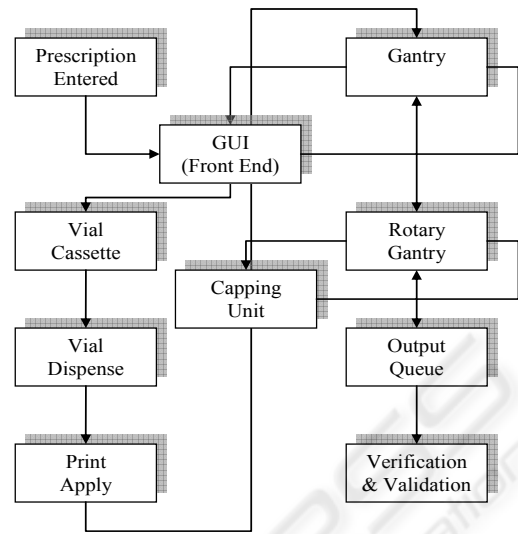 Prescription
Entered
Gantry
GUI
(Front End)
Vial
Cassette
Rotary
Gantry
Capping
Unit
Vial
Dispense
Output
Queue
Print
Apply
Verification
& Validation